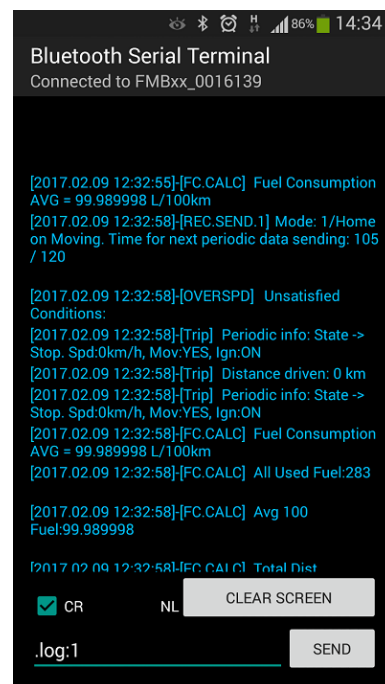 H 86% 14:34
Bluetooth Serial Terminal
Connected to FMBxx_0016139
[2017.02.09 12:32:55]-[FC.CALC] Fuel Consumption
AVG = 99.989998 L/100km
[2017.02.09 12:32:58]-[REC.SEND.1] Mode: 1/Home
on Moving. Time for next periodic data sending: 105
/ 120
[2017.02.09 12:32:58]-[OVERSPD] Unsatisfied
Conditions:
[2017.02.09 12:32:58]-[Trip] Periodic info: State ->
Stop. Spd:0km/h, Mov:YES, Ign:ON
[2017.02.09 12:32:58]-[Trip] Distance driven: 0 km
[2017.02.09 12:32:58]-[Trip] Periodic info: State ->
Stop. Spd:0km/h, Mov:YES, Ign:ON
[2017.02.09 12:32:58]-[FC.CALC] Fuel Consumption
AVG = 99.989998 L/100km
[2017.02.09 12:32:58]-[FC.CALC] All Used Fuel:283
[2017.02.09 12:32:58]-[FC.CALC] Avg 100
Fuel:99.989998
[2017.02.09 12:32:58]-[FC.CALC] Total Dist
CR NL CLEAR SCREEN
.log:1 SEND